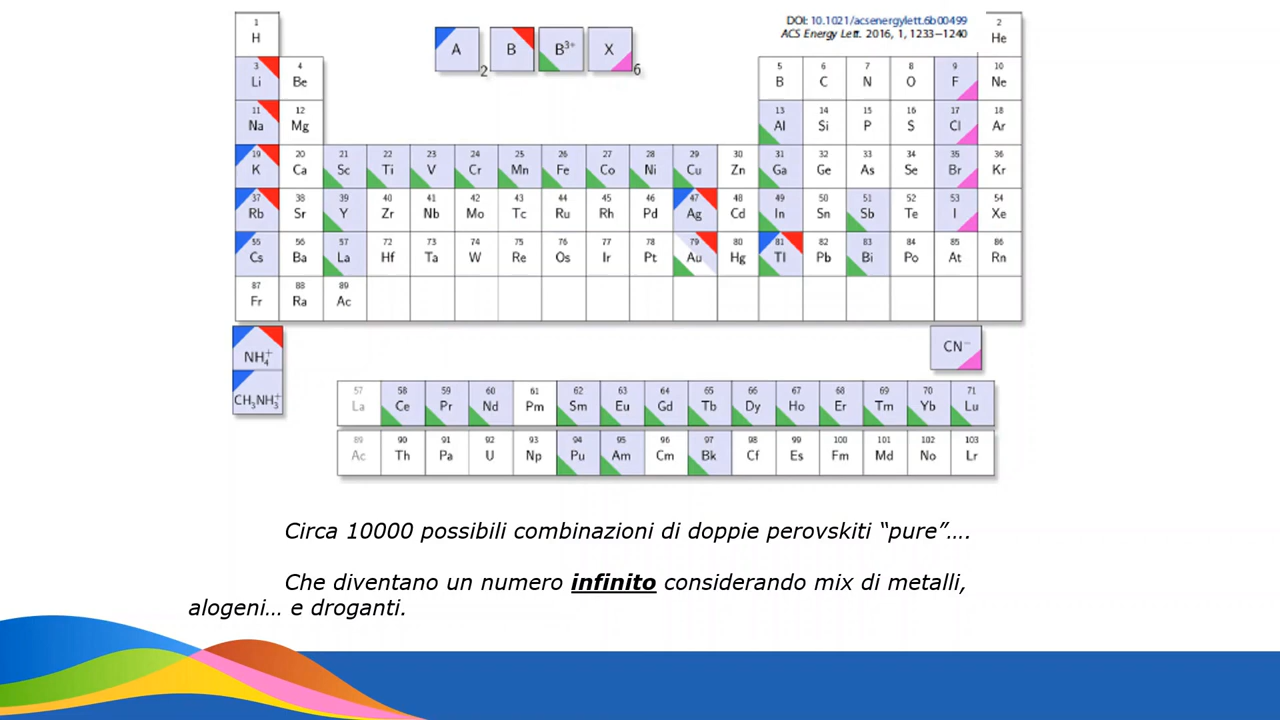 DOI: 10.1021/acsenergylett.6b00499
ACS Energy Lett. 2016, 1, 1233−1240
A 2 B B3+ X 6
1 2
H He
3 4 5 6 7 8 9 10
Li Be B C N O F Ne
11 12 13 14 15 16 17 18
Na Mg Al Si P S Cl Ar
19 20 21 22 23 24 25 26 27 28 29 30 31 32 33 34 35 36
K Ca Sc Ti V Cr Mn Fe Co Ni Cu Zn Ga Ge As Se Br Kr
37 38 39 40 41 42 43 44 45 46 47 48 49 50 51 52 53 54
Rb Sr Y Zr Nb Mo Tc Ru Rh Pd Ag Cd In Sn Sb Te I Xe
55 56 57 72 73 74 75 76 77 78 79 80 81 82 83 84 85 86
Cs Ba La Hf Ta W Re Os Ir Pt Au Hg Tl Pb Bi Po At Rn
87 88 89
Fr Ra Ac
NH4+ CN−
CH3NH3+
57 58 59 60 61 62 63 64 65 66 67 68 69 70 71
La Ce Pr Nd Pm Sm Eu Gd Tb Dy Ho Er Tm Yb Lu
89 90 91 92 93 94 95 96 97 98 99 100 101 102 103
Ac Th Pa U Np Pu Am Cm Bk Cf Es Fm Md No Lr
Circa 10000 possibili combinazioni di doppie perovskiti “pure”….
Che diventano un numero infinito considerando mix di metalli,
alogeni… e droganti.